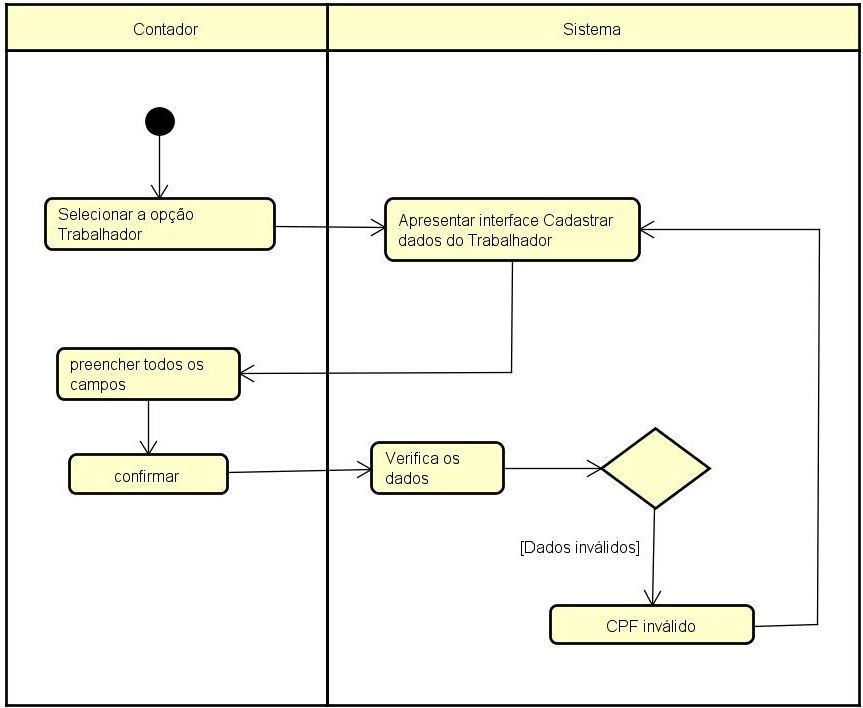 Contador
Sistema
Selecionar a opção
Trabalhador
Apresentar interface Cadastrar
dados do Trabalhador
preencher todos os
campos
confirmar
Verifica os
dados
[Dados inválidos]
CPF inválido